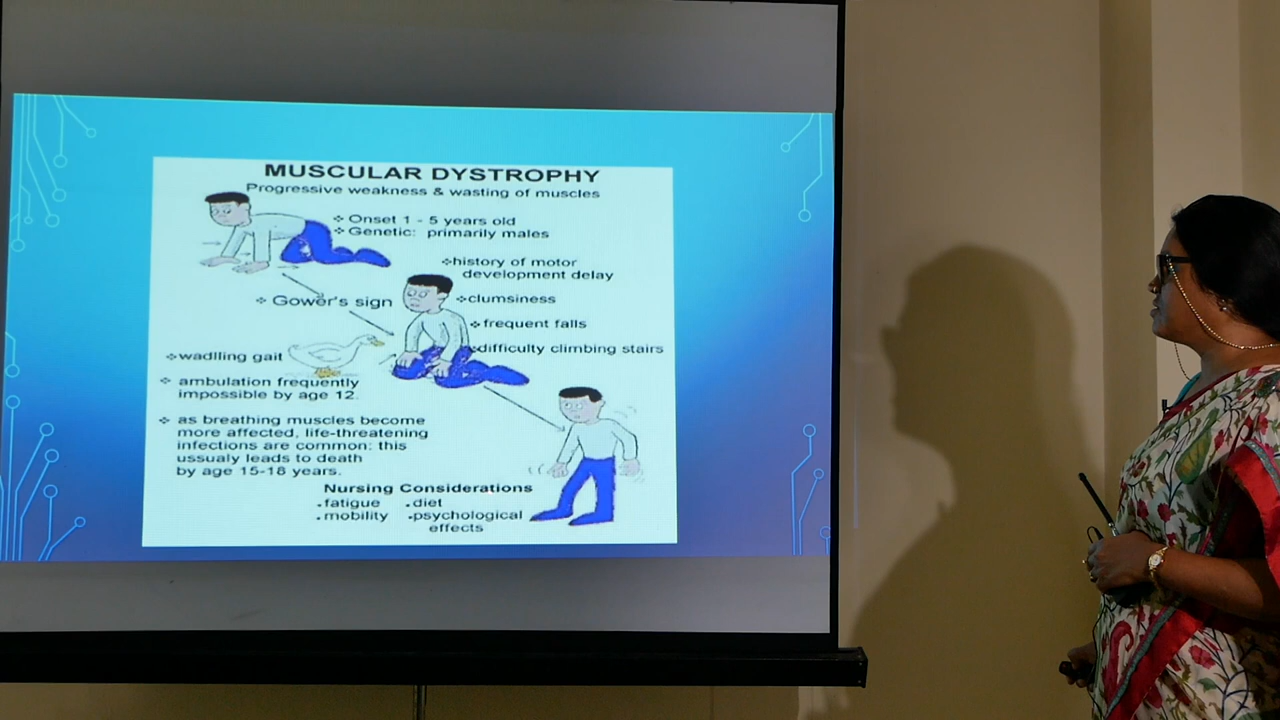 MUSCULAR DYSTROPHY
Progressive weakness & wasting of muscles
❖ Onset 1 - 5 years old
❖ Genetic: primarily males
❖ history of motor
development delay
❖ Gower's sign
❖ clumsiness
❖ frequent falls
❖ difficulty climbing stairs
❖ wadlling gait
❖ ambulation frequently
impossible by age 12.
❖ as breathing muscles become
more affected, life-threatening
infections are common: this
ussualy leads to death
by age 15-18 years.
Nursing Considerations
. fatigue . diet
. mobility . psychological
effects